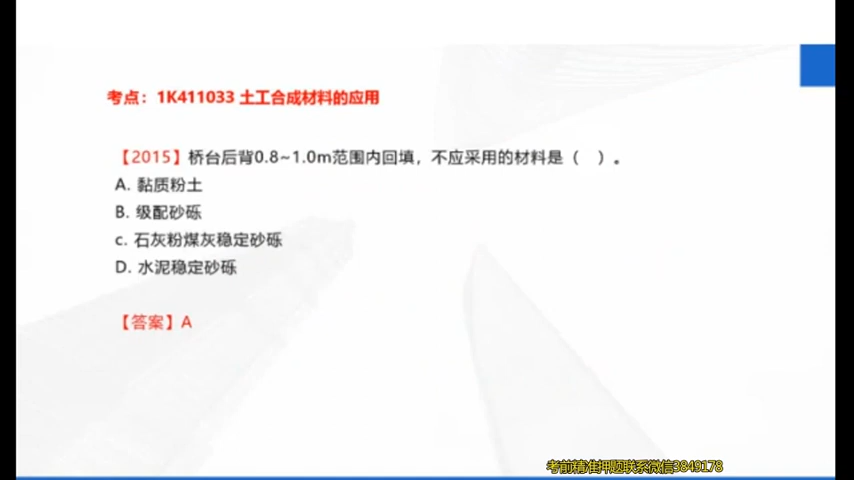 考点：1K411033 土工合成材料的应用
【2015】桥台后背0.8~1.0m范围内回填，不应采用的材料是（ ）。
A. 黏质粉土
B. 级配砂砾
c. 石灰粉煤灰稳定砂砾
D. 水泥稳定砂砾
【答案】A
考前精准押题联系微信3849178